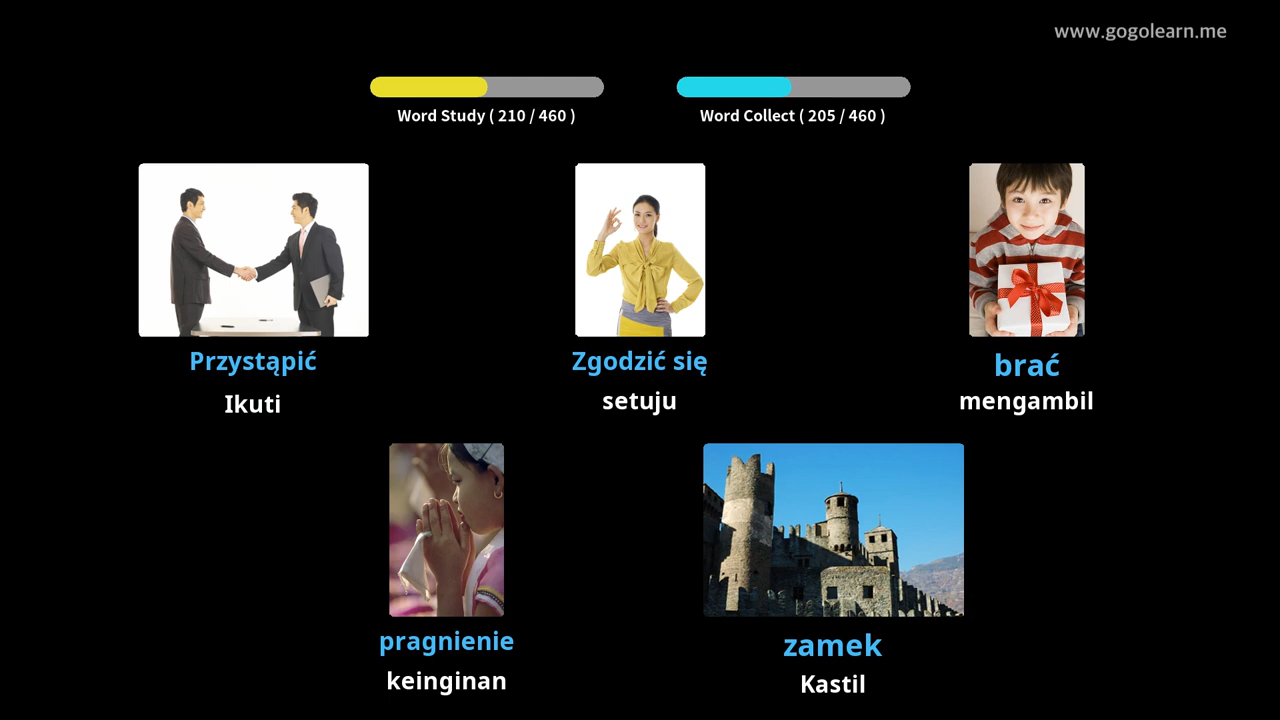 www.gogolearn.me
Word Study ( 210 / 460 )
Word Collect ( 205 / 460 )
Przystąpić
Ikuti
Zgodzić się
setuju
brać
mengambil
pragnienie
keinginan
zamek
Kastil